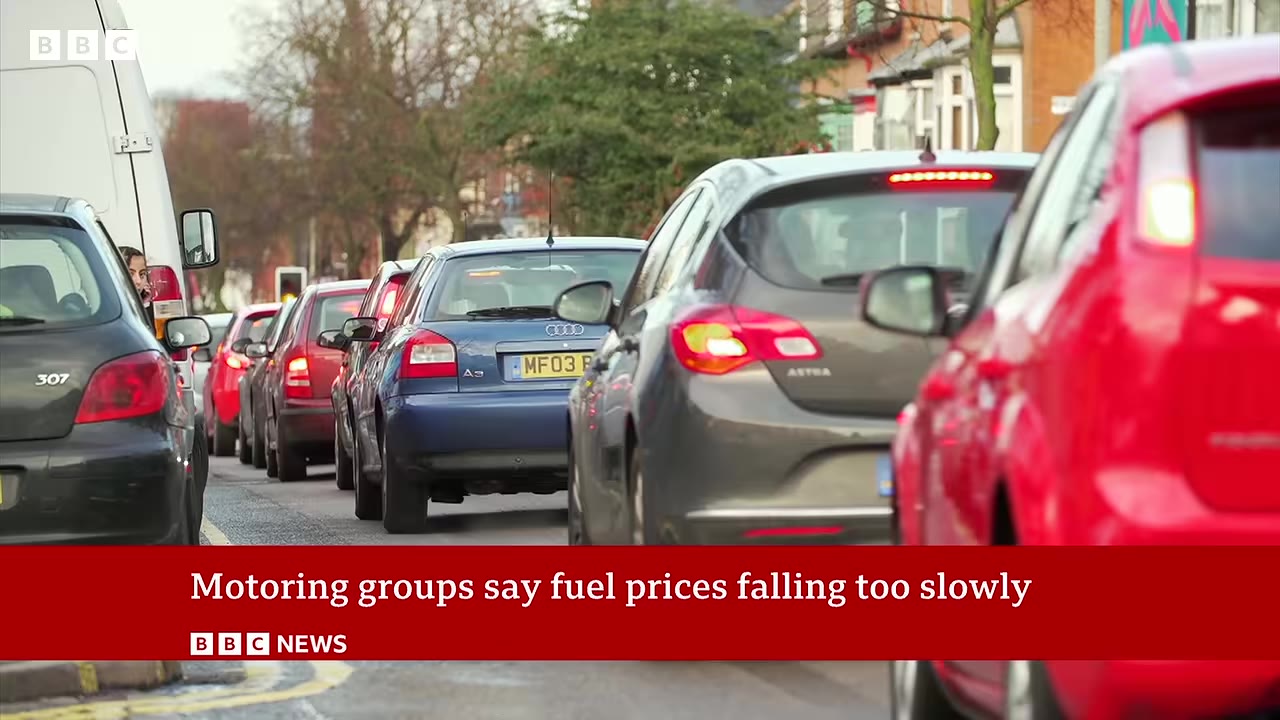 BBC
307
A3
MF03
ASTRA
Motoring groups say fuel prices falling too slowly
BBC NEWS